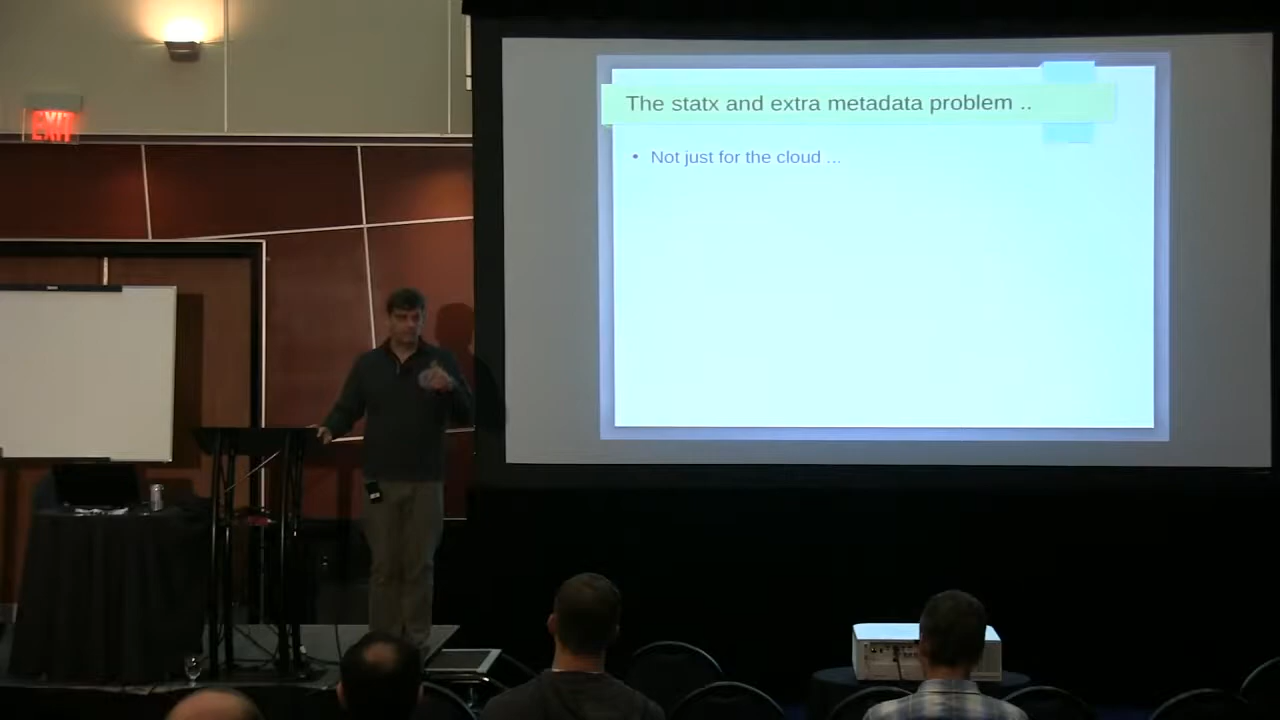 EXIT
The statx and extra metadata problem ..
• Not just for the cloud ...